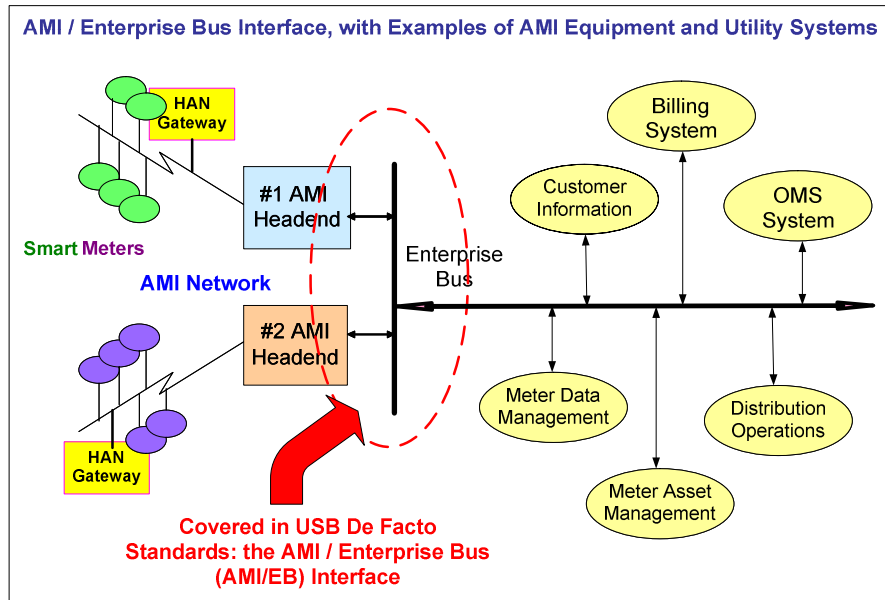 AMI / Enterprise Bus Interface, with Examples of AMI Equipment and Utility Systems
HAN
Gateway
#1 AMI
Headend
Smart Meters
AMI Network
#2 AMI
Headend
HAN
Gateway
Enterprise
Bus
Customer
Information
Billing
System
OMS
System
Meter Data
Management
Meter Asset
Management
Distribution
Operations
Covered in USB De Facto
Standards: the AMI / Enterprise Bus
(AMI/EB) Interface